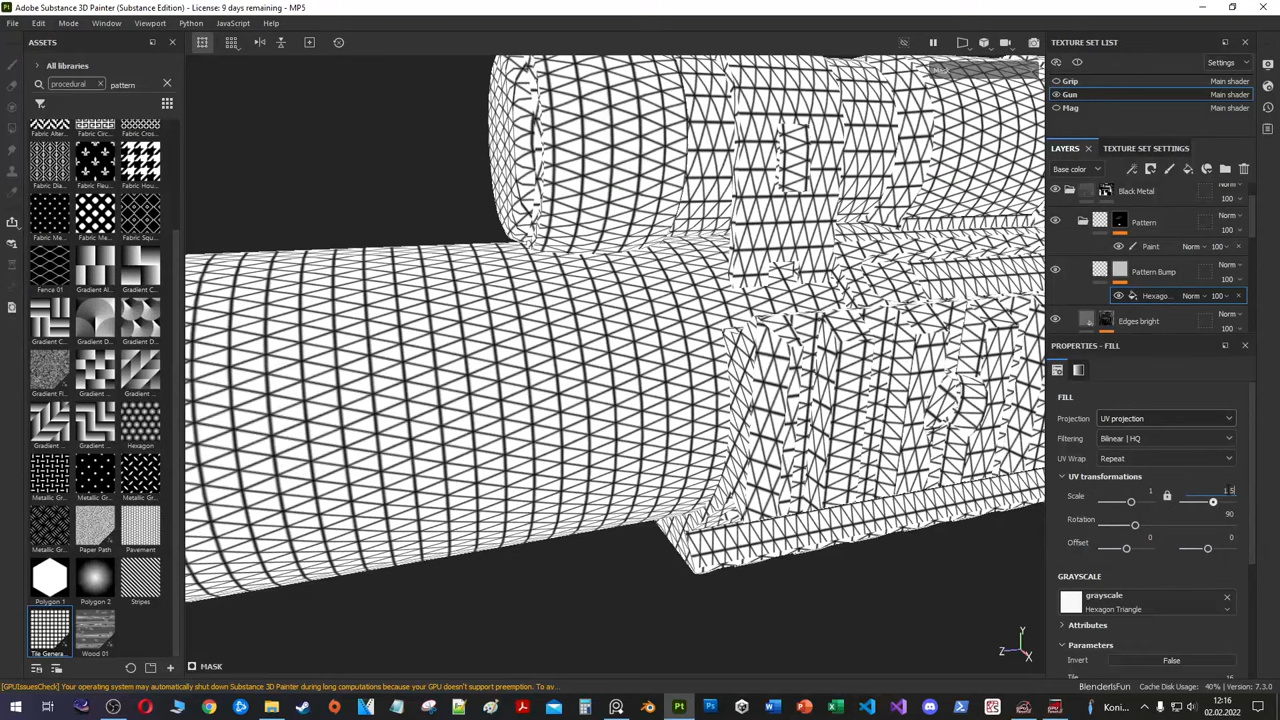 Adobe Substance 3D Painter (Substance Edition) - License: 9 days remaining - MP5
File Edit Mode Window Viewport Python JavaScript Help
ASSETS
All libraries
procedural pattern
Fabric Alter... Fabric Circ... Fabric Cros...
Fabric Dia... Fabric Fleu... Fabric Hou...
Fabric Me... Fabric Me... Fabric Squ...
Fence 01 Gradient Al... Gradient C...
Gradient C... Gradient D... Gradient D...
Gradient Fl... Gradient ... Gradient ...
Gradient ... Gradient ... Hexagon
Metallic Gr... Metallic Gr... Metallic Gr...
Metallic Gr... Paper Path Pavement
Polygon 1 Polygon 2 Stripes
Tile Genera... Wood 01
Mask
MASK
Y
Z X
TEXTURE SET LIST
Settings
Grip Main shader
Gun Main shader
Mag Main shader
LAYERS TEXTURE SET SETTINGS
Base color
Black Metal Norm 100
Pattern Norm 100
Paint Norm 100
Pattern Bump Norm 100
Hexago... Norm 100
Edges bright Norm 100
PROPERTIES - FILL
FILL
Projection UV projection
Filtering Bilinear | HQ
UV Wrap Repeat
UV transformations
Scale 1
Rotation 90
Offset 0 0
GRAYSCALE
grayscale
Hexagon Triangle
Attributes
Parameters
Invert False
Tile 16
[GPUIssuesCheck] Your operating system may automatically shut down Substance 3D Painter during long computations because your GPU doesn't support preemption. To av...
BlenderIsFun
Cache Disk Usage: 40% | Version: 7.3.0
Koni...
12:16
02.02.2022